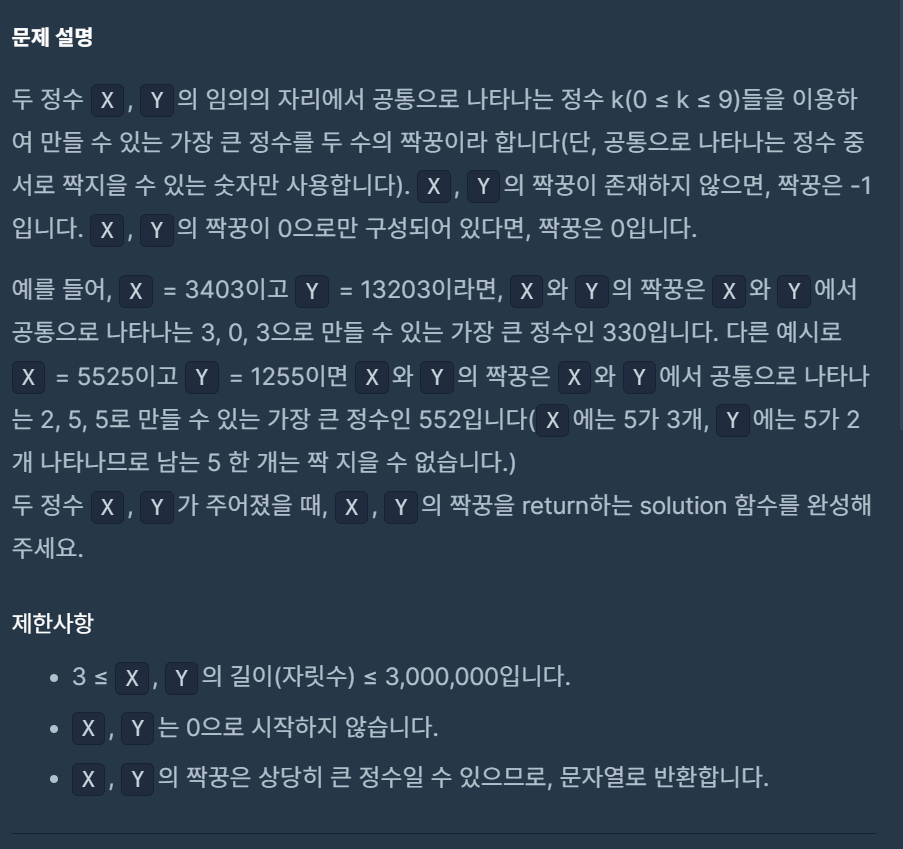 문제 설명
두 정수 X, Y의 임의의 자리에서 공통으로 나타나는 정수 k(0 ≤ k ≤ 9)들을 이용하
여 만들 수 있는 가장 큰 정수를 두 수의 짝꿍이라 합니다(단, 공통으로 나타나는 정수 중
서로 짝지을 수 있는 숫자만 사용합니다). X, Y의 짝꿍이 존재하지 않으면, 짝꿍은 -1
입니다. X, Y의 짝꿍이 0으로만 구성되어 있다면, 짝꿍은 0입니다.
예를 들어, X = 3403이고 Y = 13203이라면, X와 Y의 짝꿍은 X와 Y에서
공통으로 나타나는 3, 0, 3으로 만들 수 있는 가장 큰 정수인 330입니다. 다른 예시로
X = 5525이고 Y = 1255이면 X와 Y의 짝꿍은 X와 Y에서 공통으로 나타나
는 2, 5, 5로 만들 수 있는 가장 큰 정수인 552입니다(X에는 5가 3개, Y에는 5가 2
개 나타나므로 남는 5 한 개는 짝 지을 수 없습니다.)
두 정수 X, Y가 주어졌을 때, X, Y의 짝꿍을 return하는 solution 함수를 완성해
주세요.
제한사항
• 3 ≤ X, Y의 길이(자릿수) ≤ 3,000,000입니다.
• X, Y는 0으로 시작하지 않습니다.
• X, Y의 짝꿍은 상당히 큰 정수일 수 있으므로, 문자열로 반환합니다.